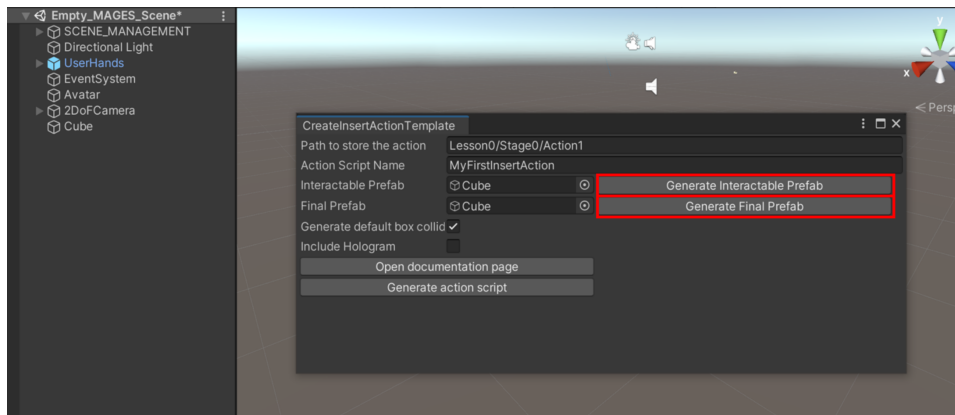 Empty_MAGES_Scene*
SCENE_MANAGEMENT
Directional Light
UserHands
EventSystem
Avatar
2DoFCamera
Cube
y
x
Persp
CreateInsertActionTemplate
Path to store the action Lesson0/Stage0/Action1
Action Script Name MyFirstInsertAction
Interactable Prefab Cube Generate Interactable Prefab
Final Prefab Cube Generate Final Prefab
Generate default box collid
Include Hologram
Open documentation page
Generate action script